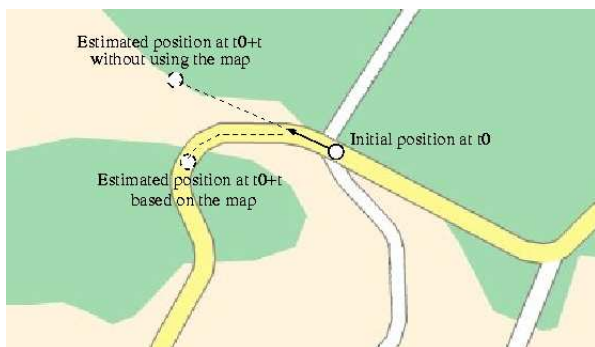 Estimated position at t0+t
without using the map
Initial position at t0
Estimated position at t0+t
based on the map